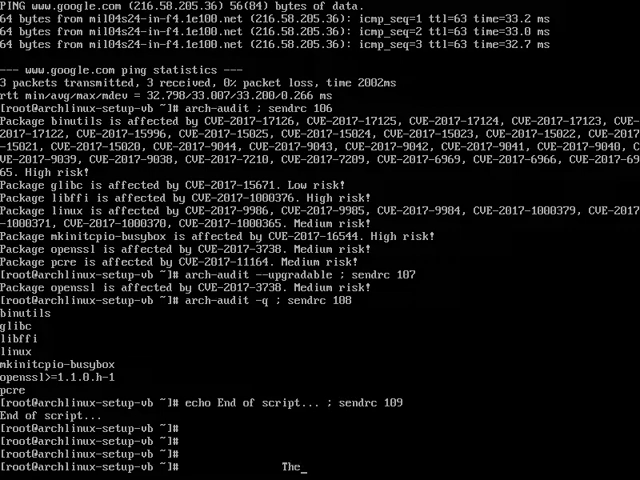 PING www.google.com (216.58.205.36) 56(84) bytes of data.
64 bytes from mil04s24-in-f4.1e100.net (216.58.205.36): icmp_seq=1 ttl=63 time=33.2 ms
64 bytes from mil04s24-in-f4.1e100.net (216.58.205.36): icmp_seq=2 ttl=63 time=33.0 ms
64 bytes from mil04s24-in-f4.1e100.net (216.58.205.36): icmp_seq=3 ttl=63 time=32.7 ms
--- www.google.com ping statistics ---
3 packets transmitted, 3 received, 0% packet loss, time 2002ms
rtt min/avg/max/mdev = 32.798/33.007/33.200/0.266 ms
[root@archlinux-setup-vb ~]# arch-audit ; sendrc 106
Package binutils is affected by CVE-2017-17126, CVE-2017-17125, CVE-2017-17124, CVE-2017-17123, CVE-
2017-17122, CVE-2017-15996, CVE-2017-15025, CVE-2017-15024, CVE-2017-15023, CVE-2017-15022, CVE-2017
-15021, CVE-2017-15020, CVE-2017-9044, CVE-2017-9043, CVE-2017-9042, CVE-2017-9041, CVE-2017-9040, C
VE-2017-9039, CVE-2017-9038, CVE-2017-7210, CVE-2017-7209, CVE-2017-6969, CVE-2017-6966, CVE-2017-69
65. High risk!
Package glibc is affected by CVE-2017-15671. Low risk!
Package libffi is affected by CVE-2017-1000376. High risk!
Package linux is affected by CVE-2017-9986, CVE-2017-9985, CVE-2017-9984, CVE-2017-1000379, CVE-2017
-1000371, CVE-2017-1000370, CVE-2017-1000365. Medium risk!
Package mkinitcpio-busybox is affected by CVE-2017-16544. High risk!
Package openssl is affected by CVE-2017-3738. Medium risk!
Package pcre is affected by CVE-2017-11164. Medium risk!
[root@archlinux-setup-vb ~]# arch-audit --upgradable ; sendrc 107
Package openssl is affected by CVE-2017-3738. Medium risk!
[root@archlinux-setup-vb ~]# arch-audit -q ; sendrc 108
binutils
glibc
libffi
linux
mkinitcpio-busybox
openssl>=1.1.0.h-1
pcre
[root@archlinux-setup-vb ~]# echo End of script... ; sendrc 109
End of script...
[root@archlinux-setup-vb ~]#
[root@archlinux-setup-vb ~]#
[root@archlinux-setup-vb ~]#
[root@archlinux-setup-vb ~]# The_